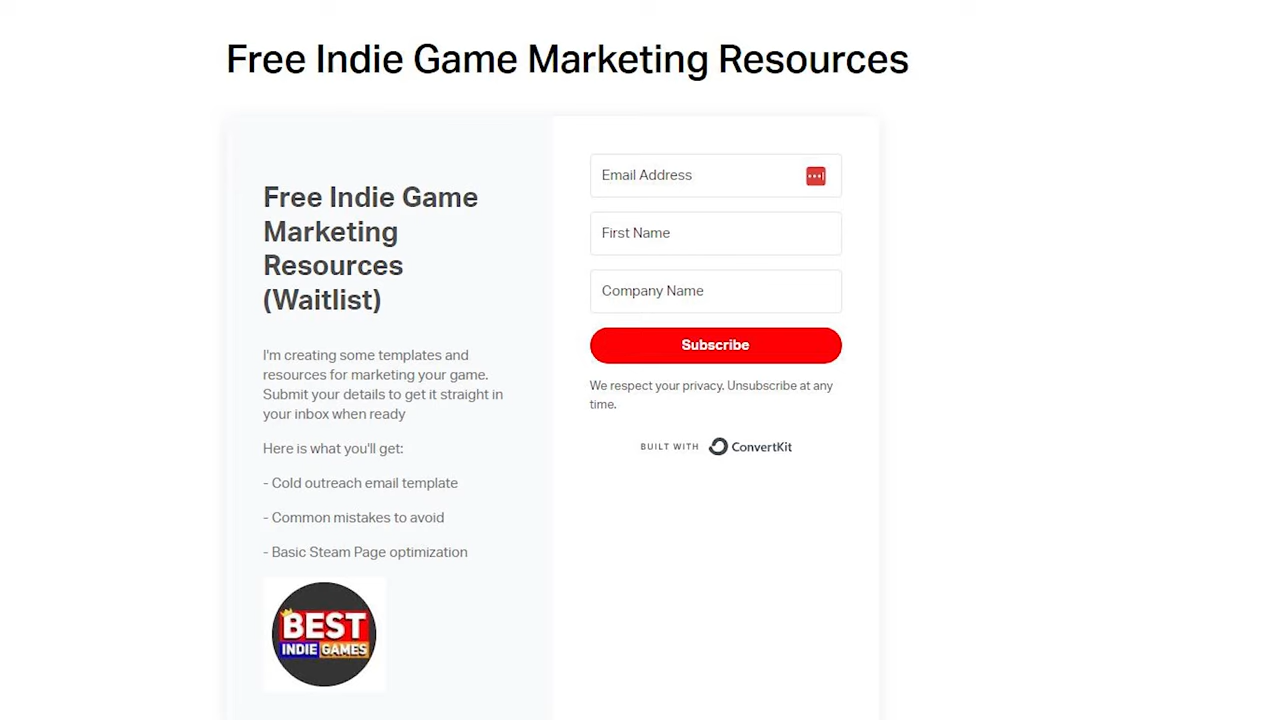 Free Indie Game Marketing Resources
Free Indie Game
Marketing
Resources
(Waitlist)
I'm creating some templates and
resources for marketing your game.
Submit your details to get it straight in
your inbox when ready
Here is what you'll get:
- Cold outreach email template
- Common mistakes to avoid
- Basic Steam Page optimization
BEST
INDIE GAMES
Email Address
First Name
Company Name
Subscribe
We respect your privacy. Unsubscribe at any
time.
BUILT WITH ConvertKit